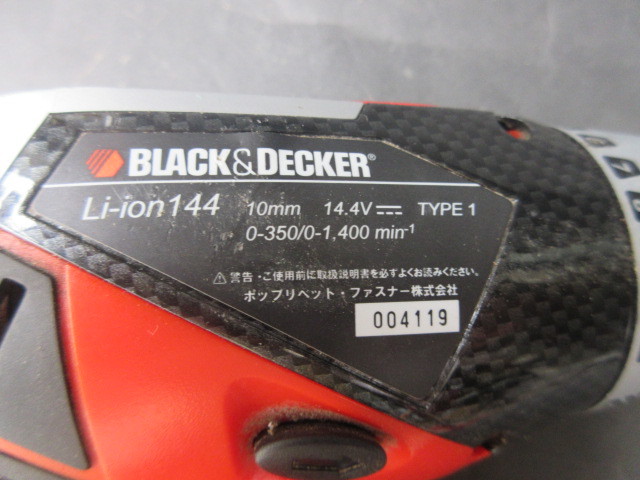 BLACK&DECKER®
Li-ion144 10mm 14.4V⎓ TYPE 1
0-350/0-1,400 min-1
⚠警告・ご使用前に取扱説明書を必ずよくお読みください。
ポップリベット・ファスナー株式会社
004119